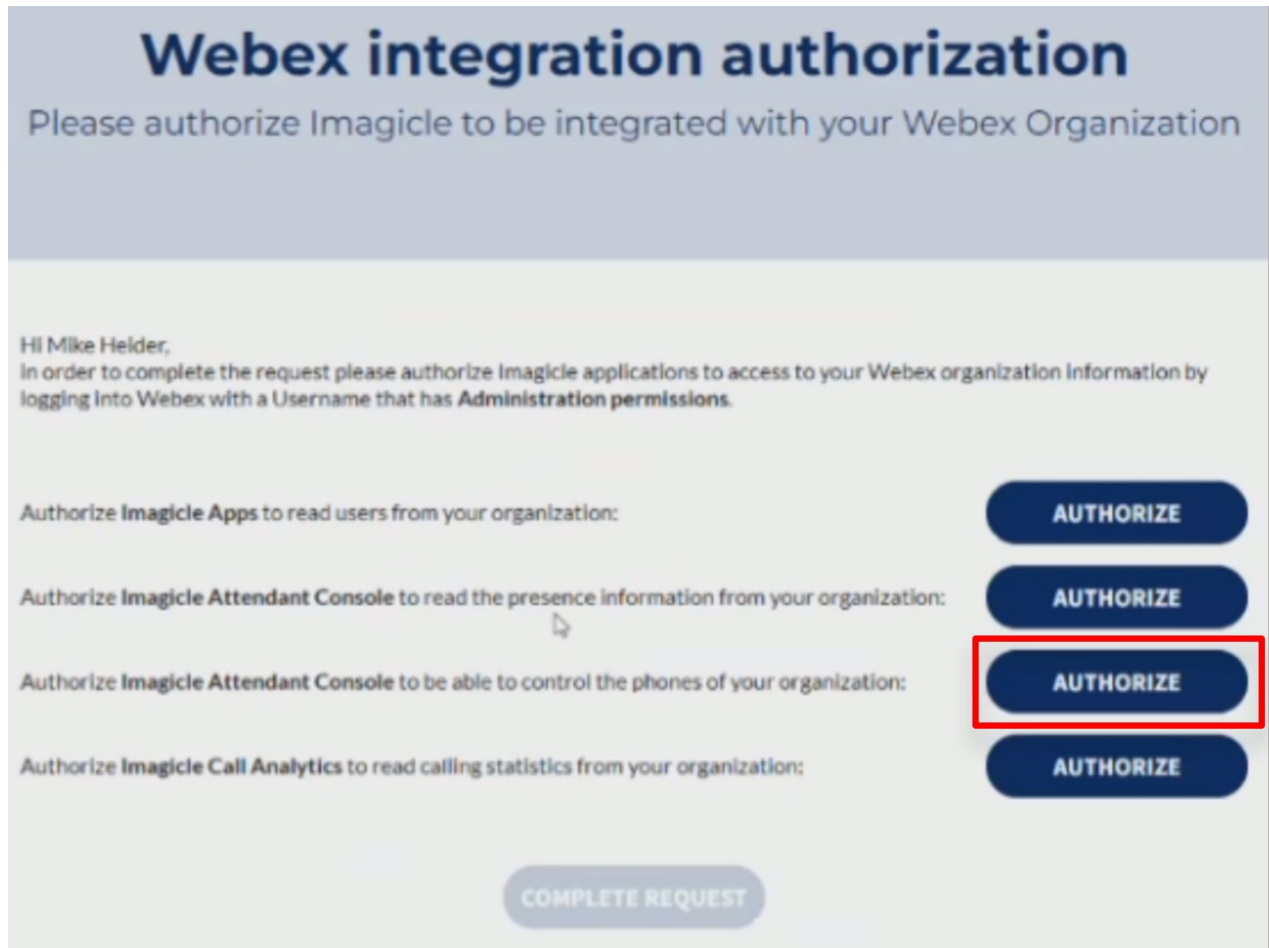 Webex integration authorization
Please authorize Imagicle to be integrated with your Webex Organization
Hi Mike Helder,
In order to complete the request please authorize Imagicle applications to access to your Webex organization information by
logging into Webex with a Username that has Administration permissions.
Authorize Imagicle Apps to read users from your organization:
AUTHORIZE
Authorize Imagicle Attendant Console to read the presence information from your organization:
AUTHORIZE
Authorize Imagicle Attendant Console to be able to control the phones of your organization:
AUTHORIZE
Authorize Imagicle Call Analytics to read calling statistics from your organization:
AUTHORIZE
COMPLETE REQUEST